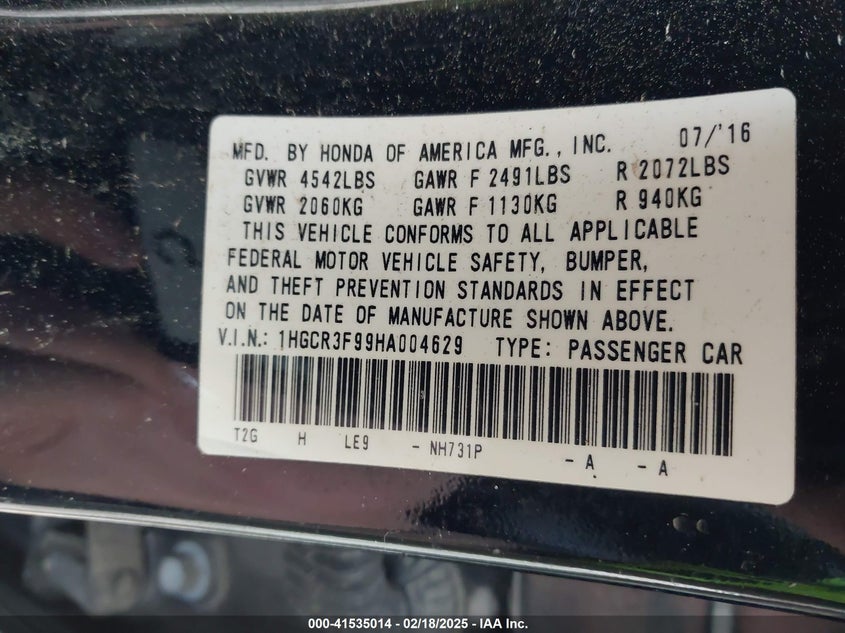 MFD. BY HONDA OF AMERICA MFG., INC. 07/'16
GVWR 4542LBS GAWR F 2491LBS R 2072LBS
GVWR 2060KG GAWR F 1130KG R 940KG
THIS VEHICLE CONFORMS TO ALL APPLICABLE
FEDERAL MOTOR VEHICLE SAFETY, BUMPER,
AND THEFT PREVENTION STANDARDS IN EFFECT
ON THE DATE OF MANUFACTURE SHOWN ABOVE.
V.I.N.: 1HGCR3F99HA004629 TYPE: PASSENGER CAR
T2G H LE9 - NH731P - A - A
000-41535014 - 02/18/2025 - IAA Inc.